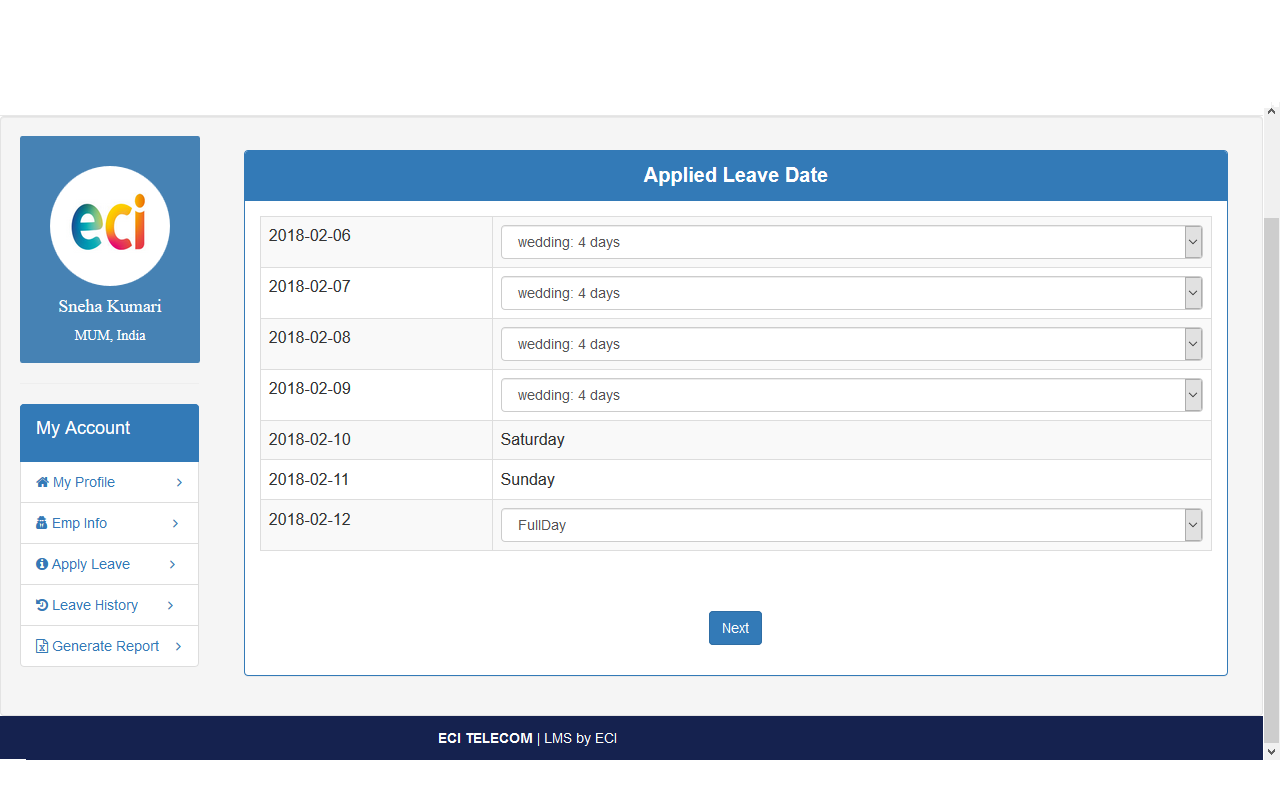 eci
Sneha Kumari
MUM, India
My Account
My Profile
Emp Info
Apply Leave
Leave History
Generate Report
Applied Leave Date
2018-02-06 wedding: 4 days
2018-02-07 wedding: 4 days
2018-02-08 wedding: 4 days
2018-02-09 wedding: 4 days
2018-02-10 Saturday
2018-02-11 Sunday
2018-02-12 FullDay
Next
ECI TELECOM | LMS by ECI